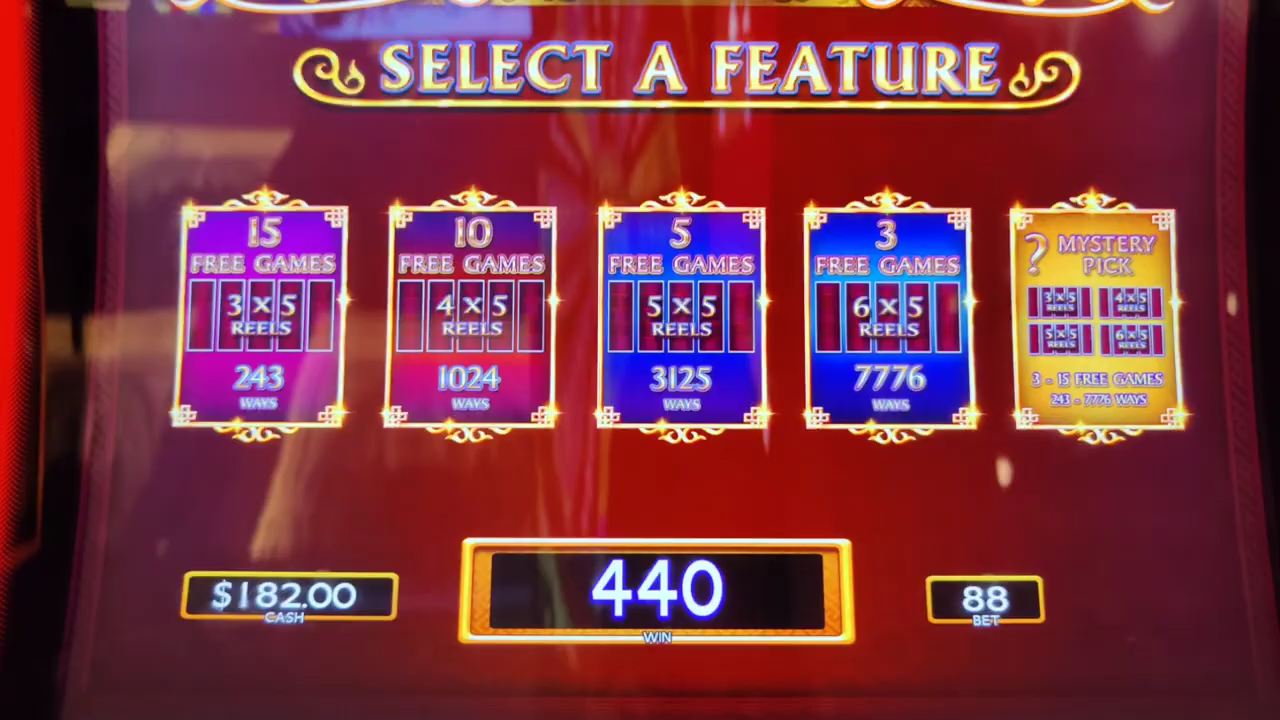 SELECT A FEATURE
15
FREE GAMES
3 x 5
REELS
243
WAYS
10
FREE GAMES
4 x 5
REELS
1024
WAYS
5
FREE GAMES
5 x 5
REELS
3125
WAYS
3
FREE GAMES
6 x 5
REELS
7776
WAYS
? MYSTERY
PICK
3 x 5
REELS
4 x 5
REELS
5 x 5
REELS
6 x 5
REELS
3 - 15 FREE GAMES
243 - 7776 WAYS
$182.00
CASH
440
WIN
88
BET